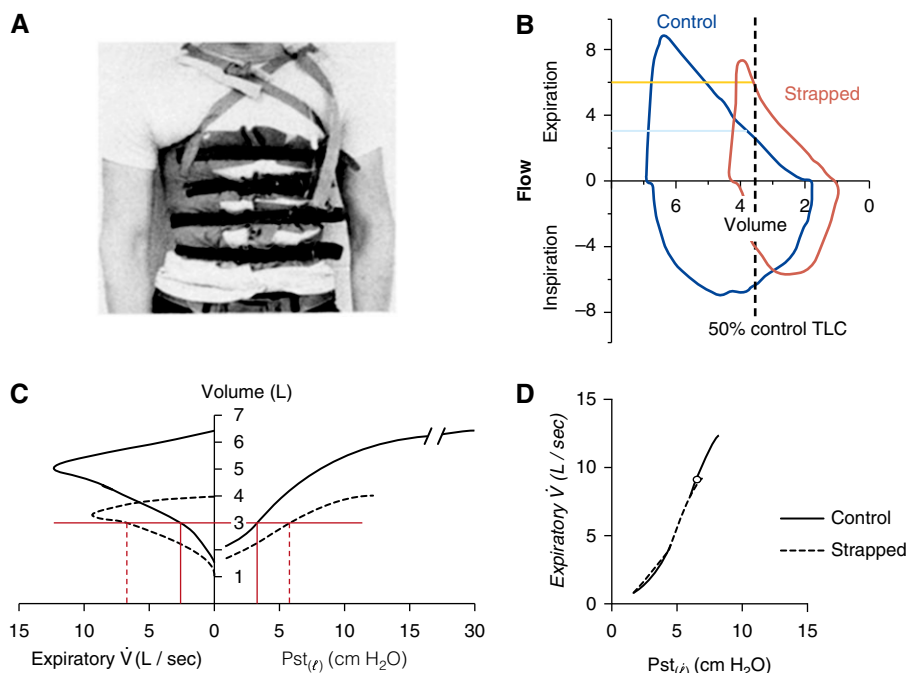 A
B
Control
Strapped
8
4
0
−4
−8
Expiration
Flow
Inspiration
6 4 2 0
Volume
50% control TLC
C
Volume (L)
7
6
5
4
3
1
15 10 5 0 5 10 15 20 25 30
Expiratory V̇ (L / sec)
Pst(ℓ) (cm H₂O)
D
15
10
5
0
Expiratory V̇ (L / sec)
0 5 10 15
Pst(ℓ) (cm H₂O)
Control
Strapped